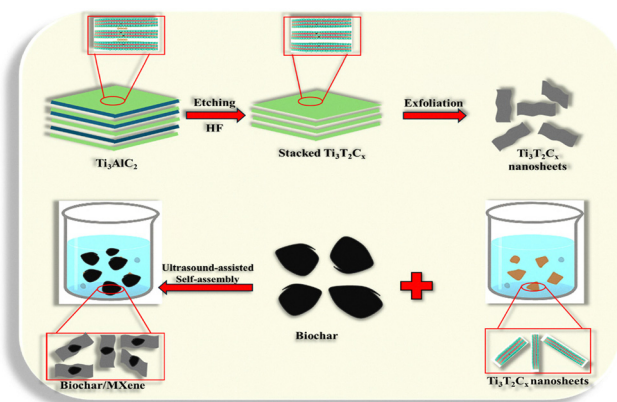 Etching
HF
Exfoliation
Ti₃AlC₂
Stacked Ti₃T₂Cₓ
Ti₃T₂Cₓ
nanosheets
Ultrasound-assisted
Self-assembly
Biochar
Biochar/MXene
Ti₃T₂Cₓ nanosheets